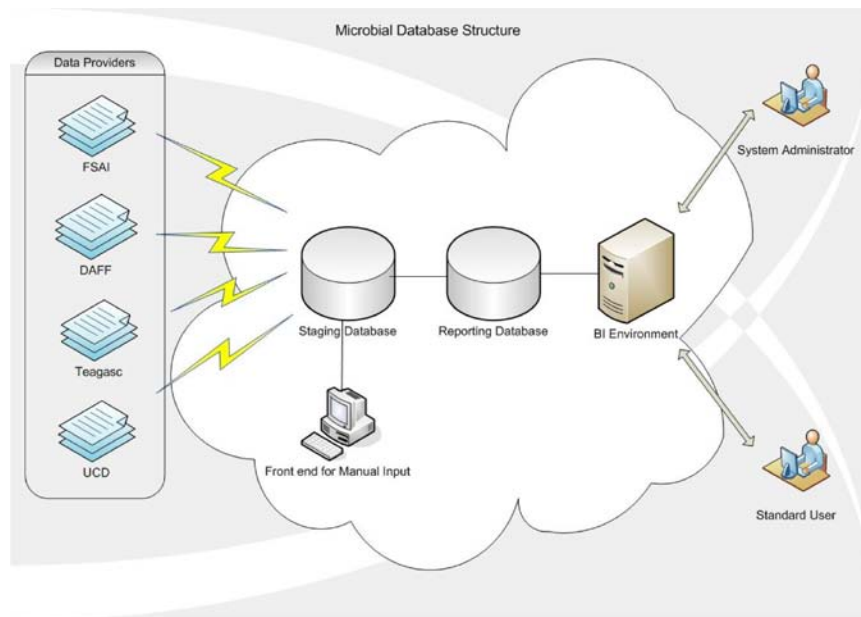 Microbial Database Structure
Data Providers
FSAI
DAFF
Teagasc
UCD
Staging Database
Reporting Database
BI Environment
Front end for Manual Input
System Administrator
Standard User